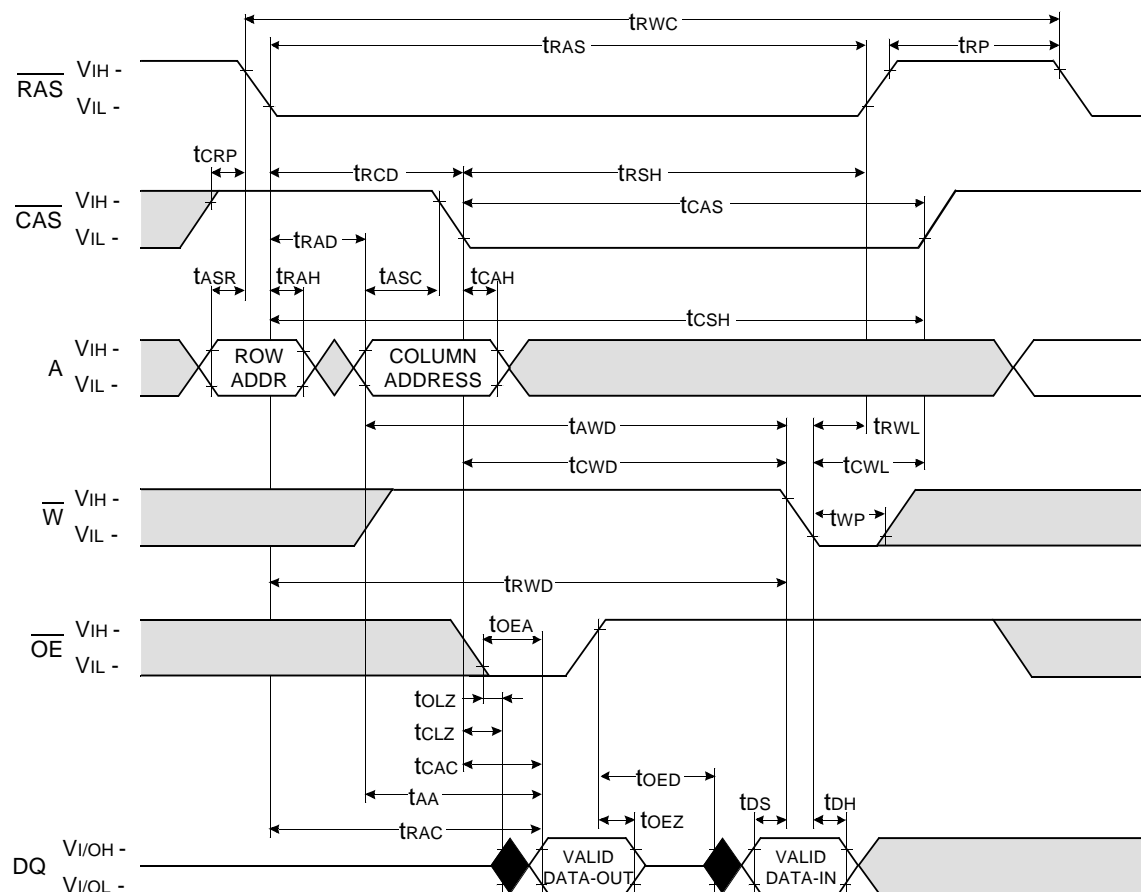 tRWC
tRAS
tRP
RAS
VIH -
VIL -
tCRP
tRCD
tRSH
CAS
VIH -
VIL -
tCAS
tRAD
tASR
tRAH
tASC
tCAH
tCSH
A
VIH -
VIL -
ROW
ADDR
COLUMN
ADDRESS
tAWD
tRWL
tCWD
tCWL
W
VIH -
VIL -
tWP
tRWD
OE
VIH -
VIL -
tOEA
tOLZ
tCLZ
tCAC
tOED
tAA
tDS
tDH
tRAC
tOEZ
DQ
VI/OH -
VI/OL -
VALID
DATA-OUT
VALID
DATA-IN